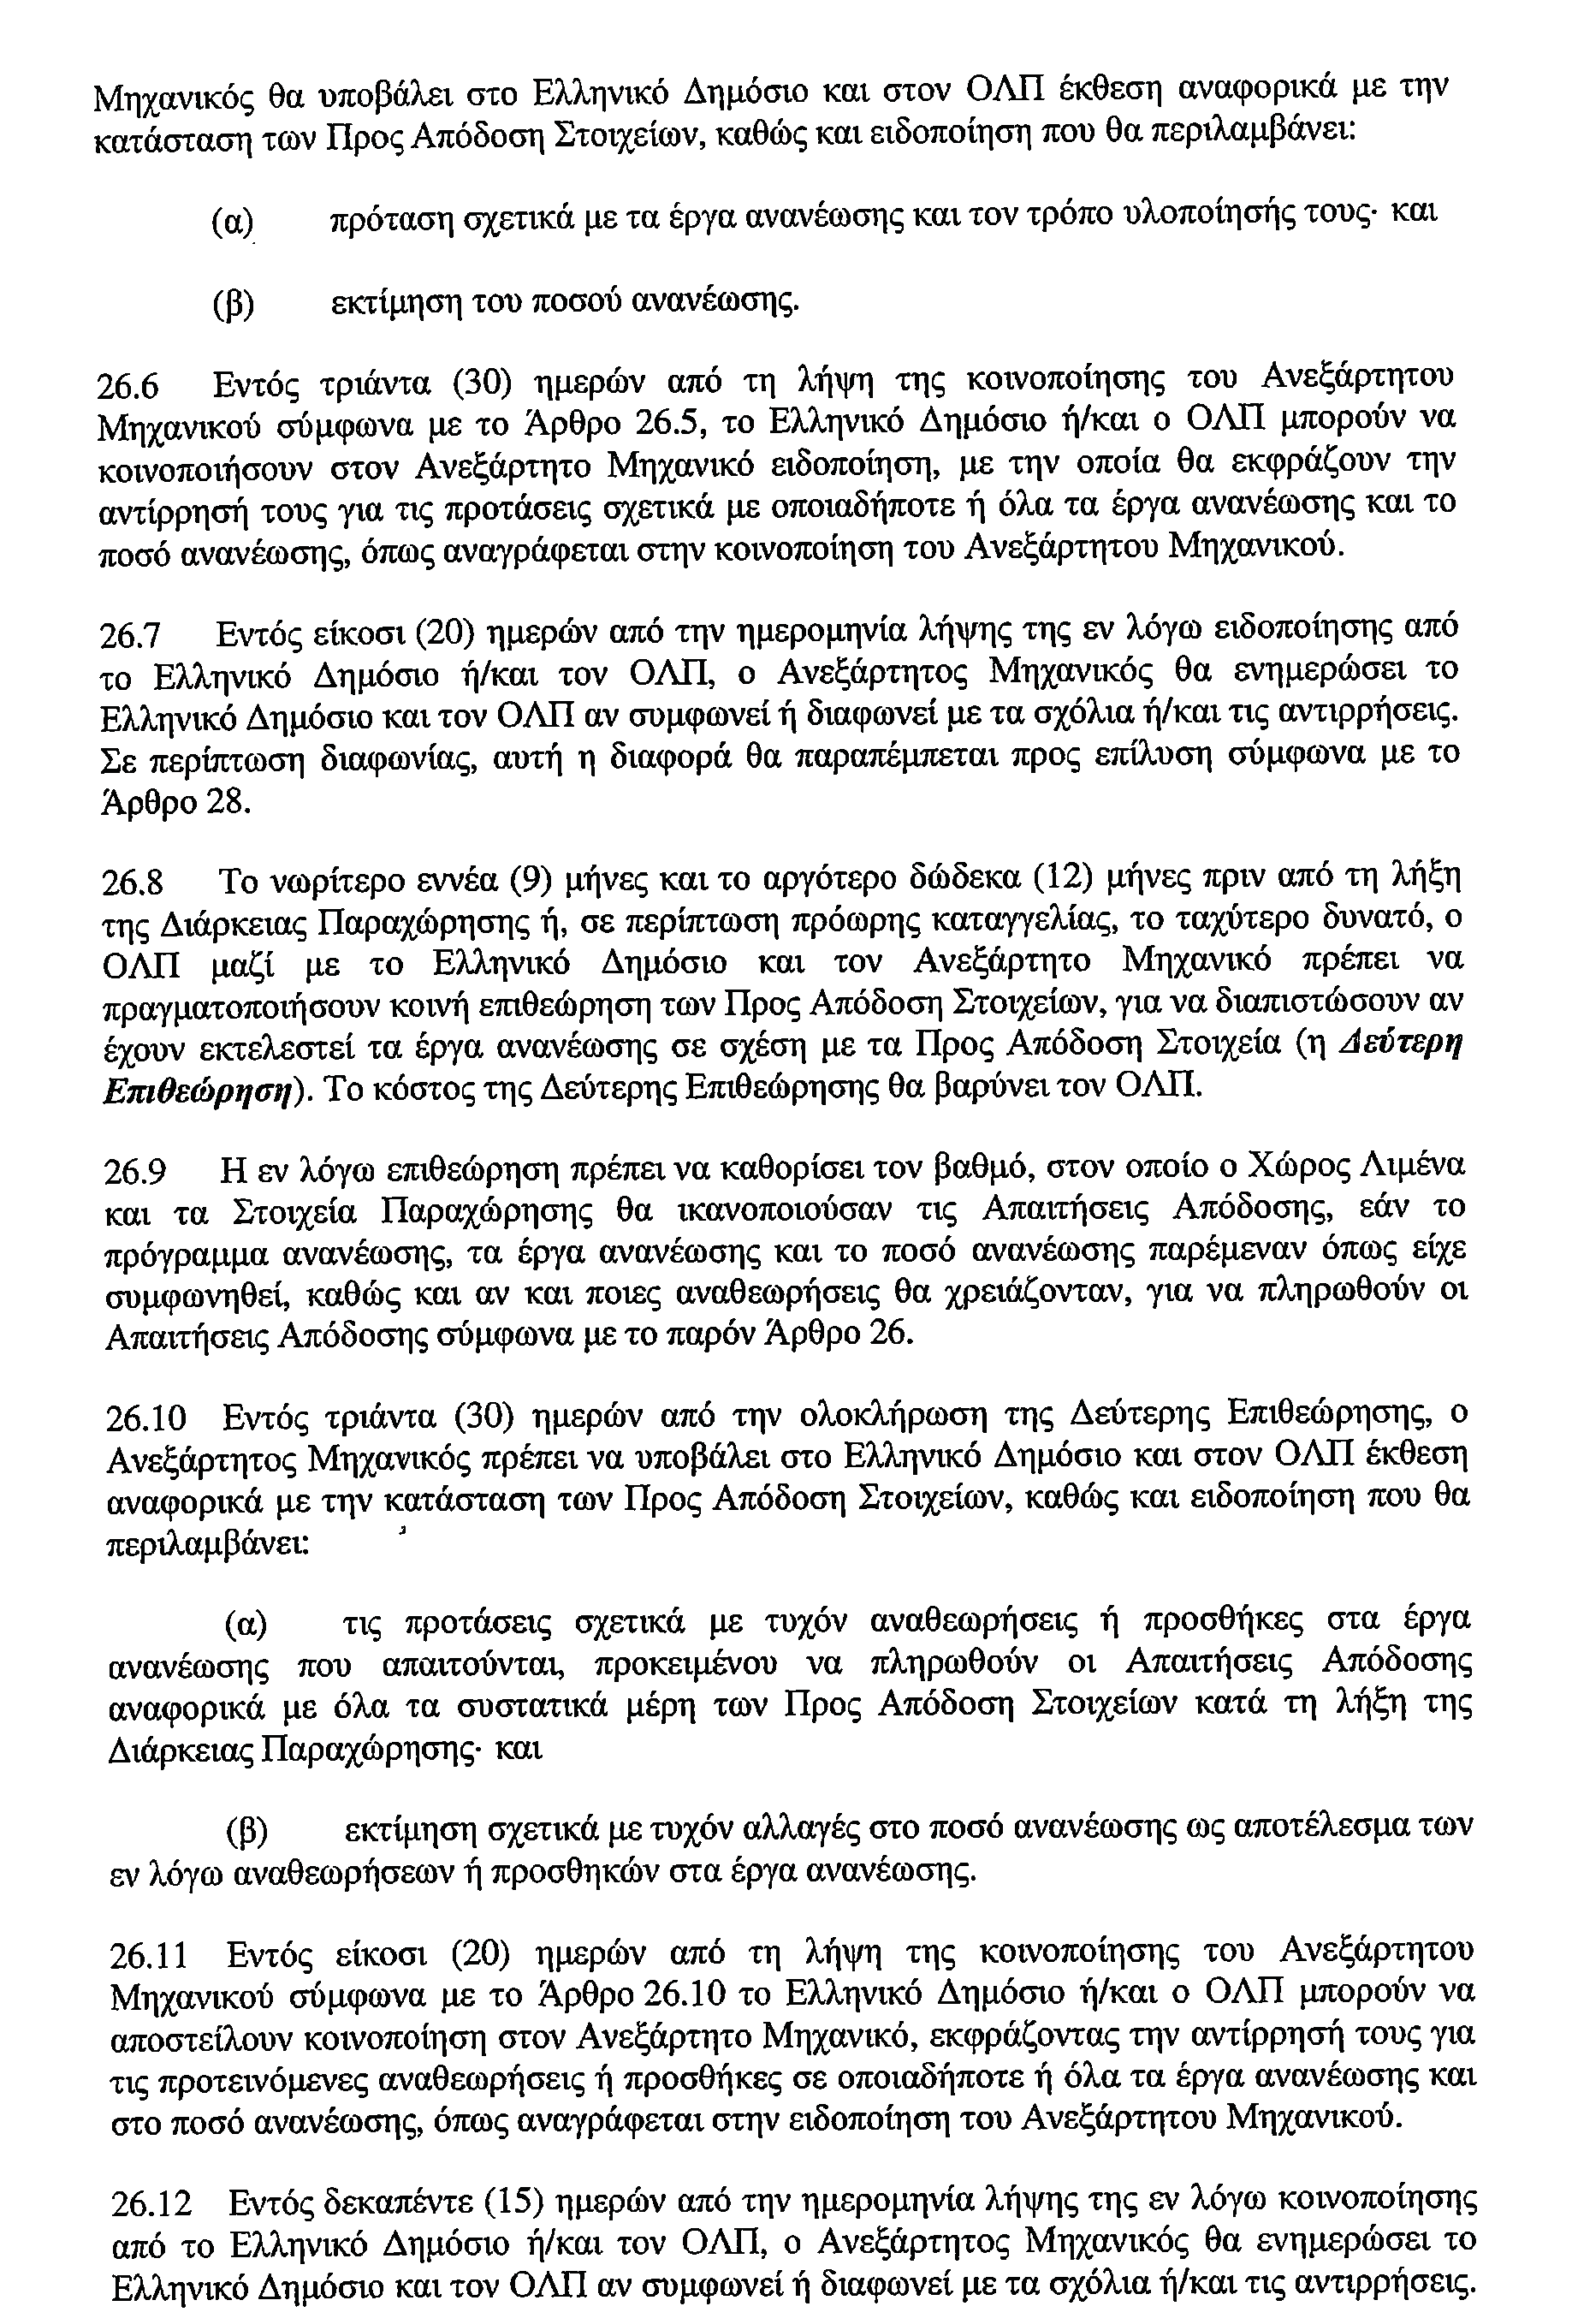 Μηχανικός θα υποβάλει στο Ελληνικό Δημόσιο και στον ΟΛΠ έκθεση αναφορικά με την
κατάσταση των Προς Απόδοση Στοιχείων, καθώς και ειδοποίηση που θα περιλαμβάνει:
(α) πρόταση σχετικά με τα έργα ανανέωσης και τον τρόπο υλοποίησής τους· και
(β) εκτίμηση του ποσού ανανέωσης.
26.6 Εντός τριάντα (30) ημερών από τη λήψη της κοινοποίησης του Ανεξάρτητου
Μηχανικού σύμφωνα με το Άρθρο 26.5, το Ελληνικό Δημόσιο ή/και ο ΟΛΠ μπορούν να
κοινοποιήσουν στον Ανεξάρτητο Μηχανικό ειδοποίηση, με την οποία θα εκφράζουν την
αντίρρησή τους για τις προτάσεις σχετικά με οποιαδήποτε ή όλα τα έργα ανανέωσης και το
ποσό ανανέωσης, όπως αναγράφεται στην κοινοποίηση του Ανεξάρτητου Μηχανικού.
26.7 Εντός είκοσι (20) ημερών από την ημερομηνία λήψης της εν λόγω ειδοποίησης από
το Ελληνικό Δημόσιο ή/και τον ΟΛΠ, ο Ανεξάρτητος Μηχανικός θα ενημερώσει το
Ελληνικό Δημόσιο και τον ΟΛΠ αν συμφωνεί ή διαφωνεί με τα σχόλια ή/και τις αντιρρήσεις.
Σε περίπτωση διαφωνίας, αυτή η διαφορά θα παραπέμπεται προς επίλυση σύμφωνα με το
Άρθρο 28.
26.8 Το νωρίτερο εννέα (9) μήνες και το αργότερο δώδεκα (12) μήνες πριν από τη λήξη
της Διάρκειας Παραχώρησης ή, σε περίπτωση πρόωρης καταγγελίας, το ταχύτερο δυνατό, ο
ΟΛΠ μαζί με το Ελληνικό Δημόσιο και τον Ανεξάρτητο Μηχανικό πρέπει να
πραγματοποιήσουν κοινή επιθεώρηση των Προς Απόδοση Στοιχείων, για να διαπιστώσουν αν
έχουν εκτελεστεί τα έργα ανανέωσης σε σχέση με τα Προς Απόδοση Στοιχεία (η Δεύτερη
Επιθεώρηση). Το κόστος της Δεύτερης Επιθεώρησης θα βαρύνει τον ΟΛΠ.
26.9 Η εν λόγω επιθεώρηση πρέπει να καθορίσει τον βαθμό, στον οποίο ο Χώρος Λιμένα
και τα Στοιχεία Παραχώρησης θα ικανοποιούσαν τις Απαιτήσεις Απόδοσης, εάν το
πρόγραμμα ανανέωσης, τα έργα ανανέωσης και το ποσό ανανέωσης παρέμεναν όπως είχε
συμφωνηθεί, καθώς και αν και ποιες αναθεωρήσεις θα χρειάζονταν, για να πληρωθούν οι
Απαιτήσεις Απόδοσης σύμφωνα με το παρόν Άρθρο 26.
26.10 Εντός τριάντα (30) ημερών από την ολοκλήρωση της Δεύτερης Επιθεώρησης, ο
Ανεξάρτητος Μηχανικός πρέπει να υποβάλει στο Ελληνικό Δημόσιο και στον ΟΛΠ έκθεση
αναφορικά με την κατάσταση των Προς Απόδοση Στοιχείων, καθώς και ειδοποίηση που θα
περιλαμβάνει:
(α) τις προτάσεις σχετικά με τυχόν αναθεωρήσεις ή προσθήκες στα έργα
ανανέωσης που απαιτούνται, προκειμένου να πληρωθούν οι Απαιτήσεις Απόδοσης
αναφορικά με όλα τα συστατικά μέρη των Προς Απόδοση Στοιχείων κατά τη λήξη της
Διάρκειας Παραχώρησης· και
(β) εκτίμηση σχετικά με τυχόν αλλαγές στο ποσό ανανέωσης ως αποτέλεσμα των
εν λόγω αναθεωρήσεων ή προσθηκών στα έργα ανανέωσης.
26.11 Εντός είκοσι (20) ημερών από τη λήψη της κοινοποίησης του Ανεξάρτητου
Μηχανικού σύμφωνα με το Άρθρο 26.10 το Ελληνικό Δημόσιο ή/και ο ΟΛΠ μπορούν να
αποστείλουν κοινοποίηση στον Ανεξάρτητο Μηχανικό, εκφράζοντας την αντίρρησή τους για
τις προτεινόμενες αναθεωρήσεις ή προσθήκες σε οποιαδήποτε ή όλα τα έργα ανανέωσης και
στο ποσό ανανέωσης, όπως αναγράφεται στην ειδοποίηση του Ανεξάρτητου Μηχανικού.
26.12 Εντός δεκαπέντε (15) ημερών από την ημερομηνία λήψης της εν λόγω κοινοποίησης
από το Ελληνικό Δημόσιο ή/και τον ΟΛΠ, ο Ανεξάρτητος Μηχανικός θα ενημερώσει το
Ελληνικό Δημόσιο και τον ΟΛΠ αν συμφωνεί ή διαφωνεί με τα σχόλια ή/και τις αντιρρήσεις.